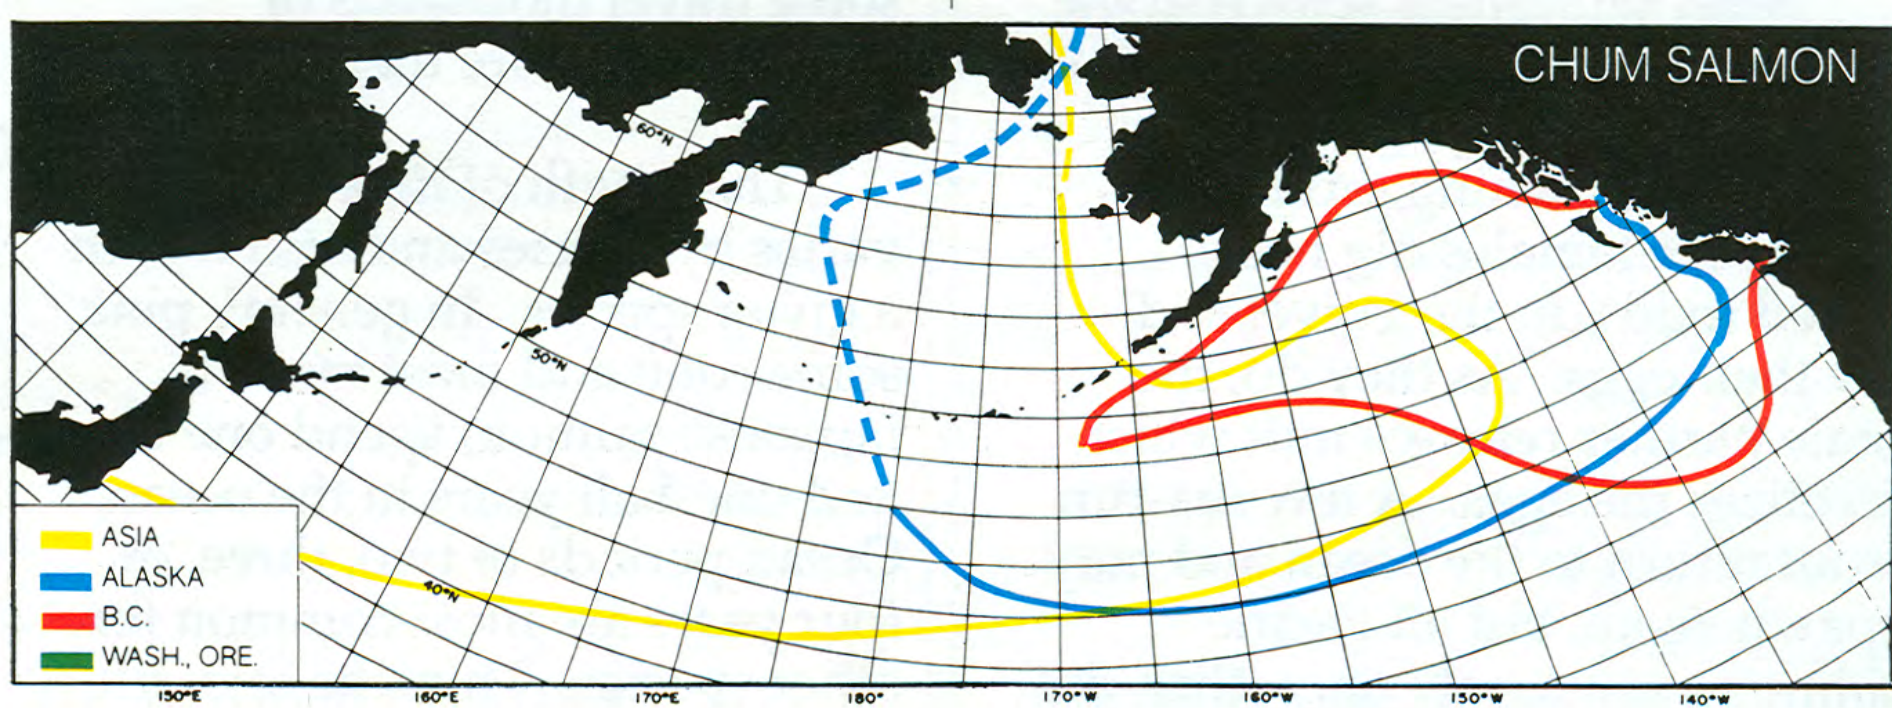 CHUM SALMON
60°N
50°N
40°N
ASIA
ALASKA
B.C.
WASH., ORE.
150°E 160°E 170°E 180° 170°W 160°W 150°W 140°W